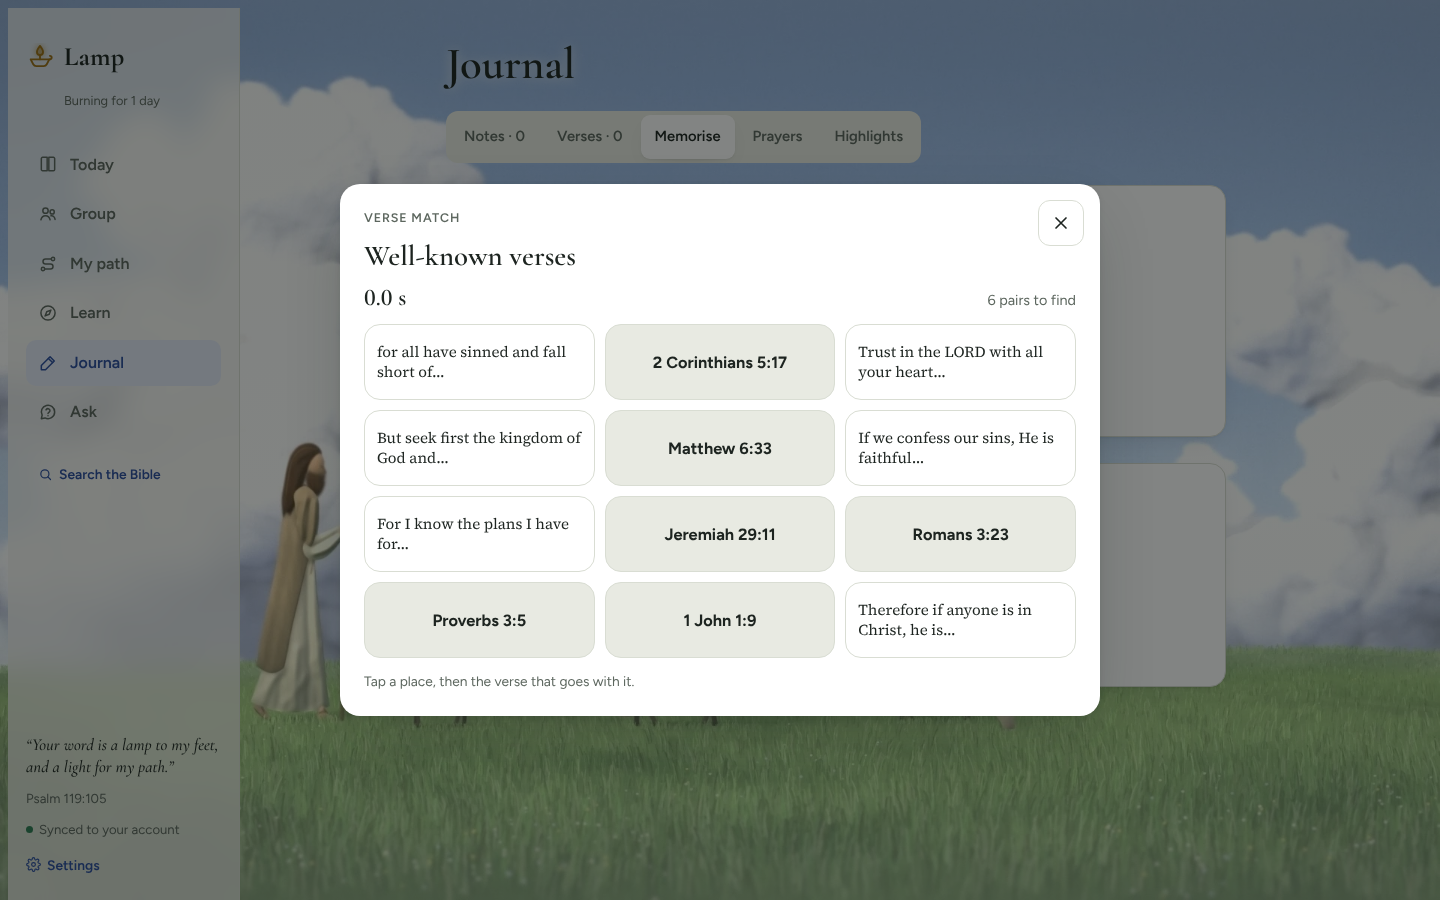 Lamp
Burning for 1 day
Today
Group
My path
Learn
Journal
Ask
Search the Bible
“Your word is a lamp to my feet,
and a light for my path.”
Psalm 119:105
Synced to your account
Settings
Journal
Notes · 0
Verses · 0
Memorise
Prayers
Highlights
VERSE MATCH
Well-known verses
0.0 s
6 pairs to find
for all have sinned and fall
short of...
2 Corinthians 5:17
Trust in the LORD with all
your heart...
But seek first the kingdom of
God and...
Matthew 6:33
If we confess our sins, He is
faithful...
For I know the plans I have
for...
Jeremiah 29:11
Romans 3:23
Proverbs 3:5
1 John 1:9
Therefore if anyone is in
Christ, he is...
Tap a place, then the verse that goes with it.